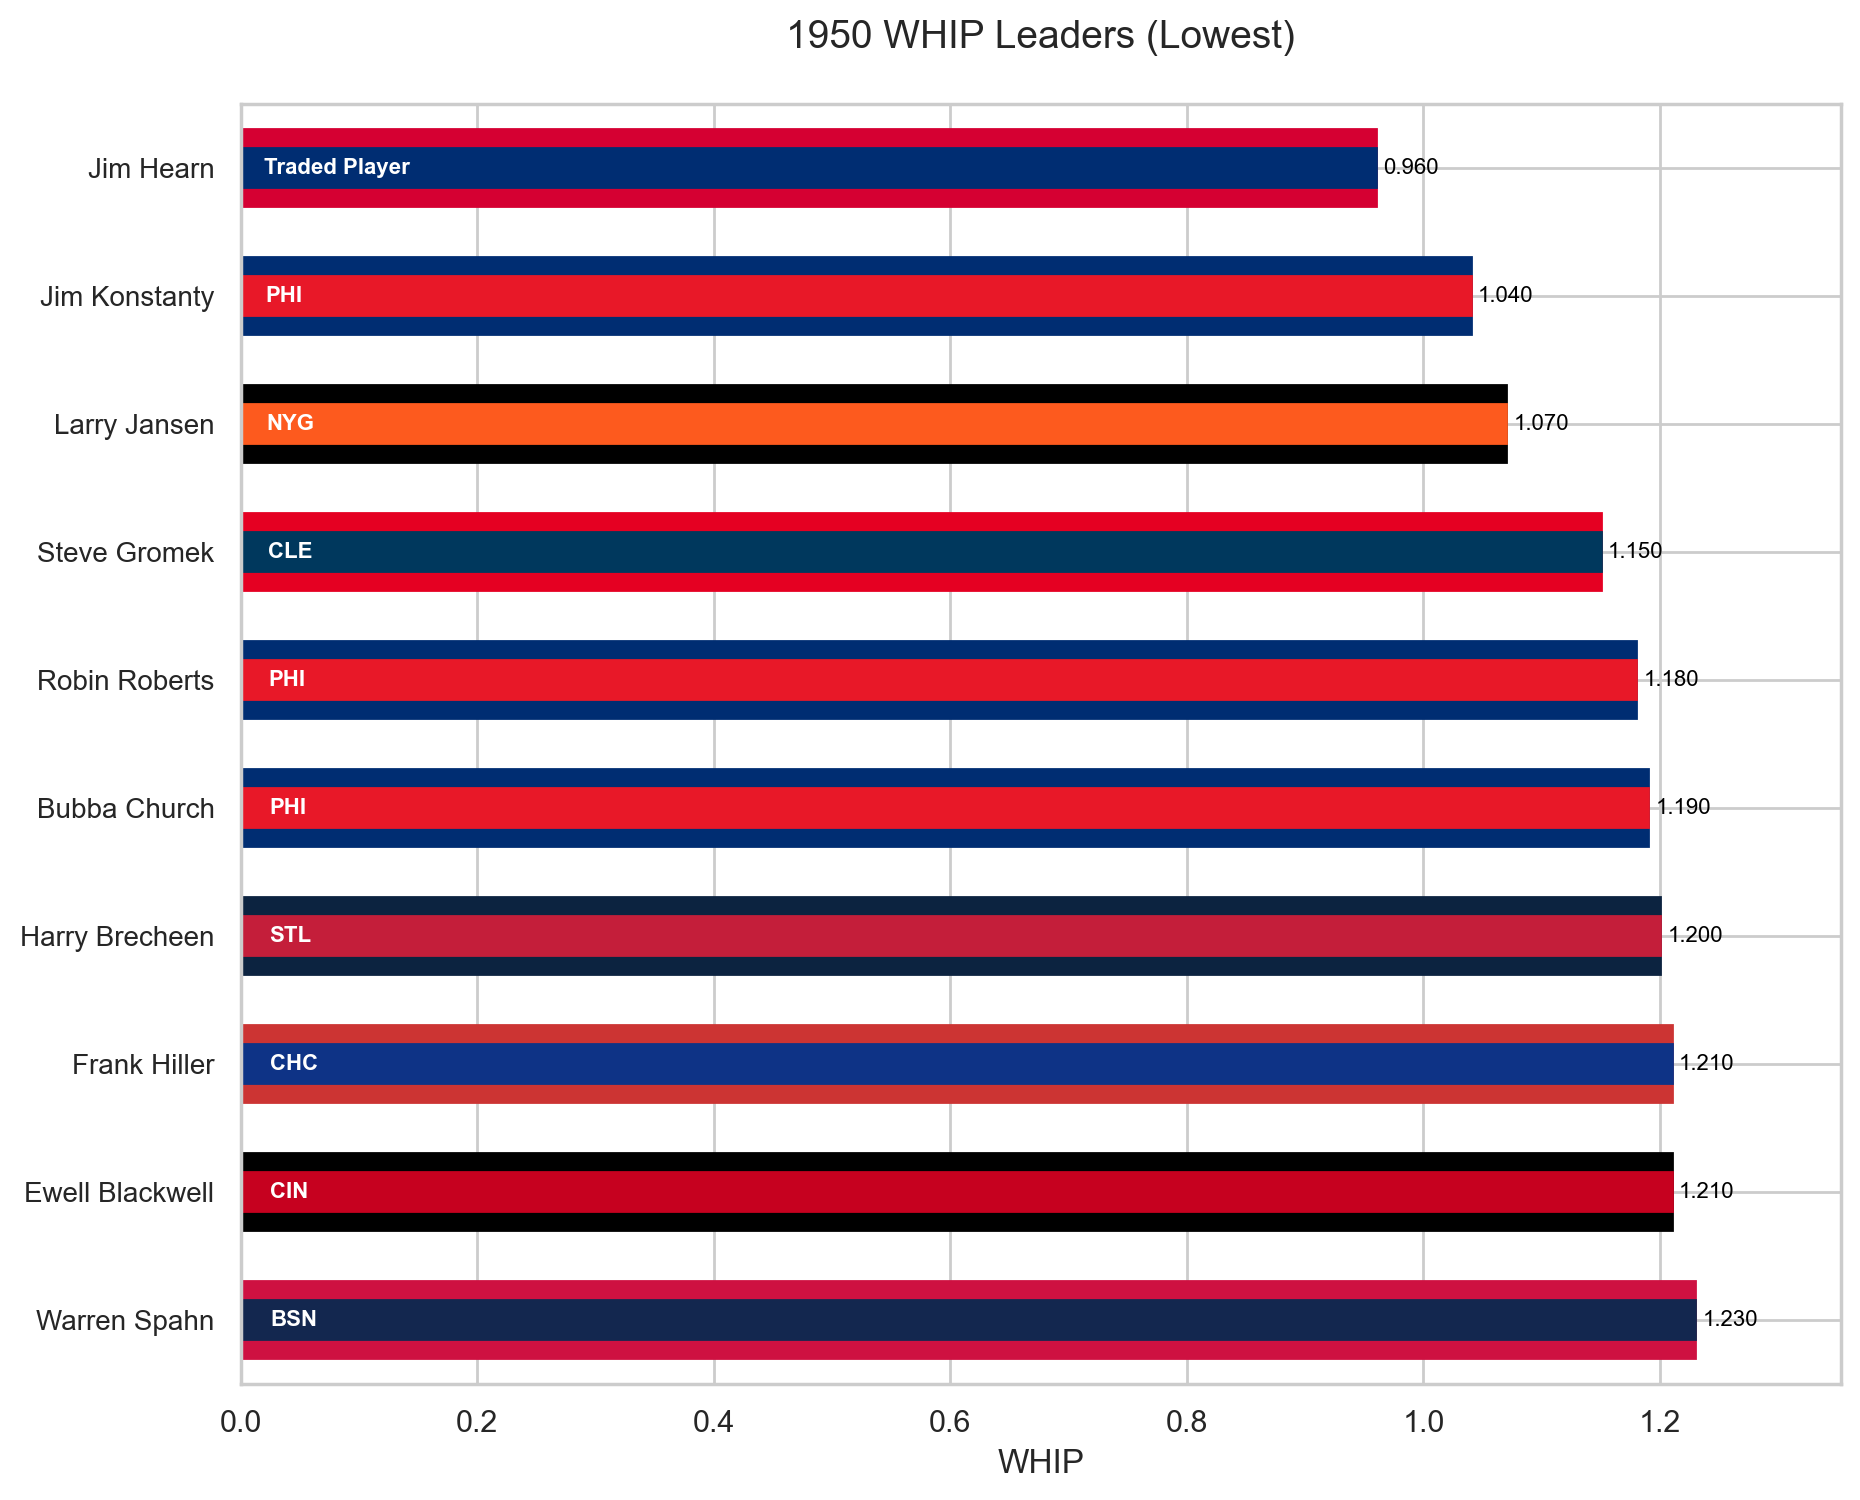 1950 WHIP Leaders (Lowest)
Jim Hearn Traded Player 0.960
Jim Konstanty PHI 1.040
Larry Jansen NYG 1.070
Steve Gromek CLE 1.150
Robin Roberts PHI 1.180
Bubba Church PHI 1.190
Harry Brecheen STL 1.200
Frank Hiller CHC 1.210
Ewell Blackwell CIN 1.210
Warren Spahn BSN 1.230
0.0 0.2 0.4 0.6 0.8 1.0 1.2
WHIP